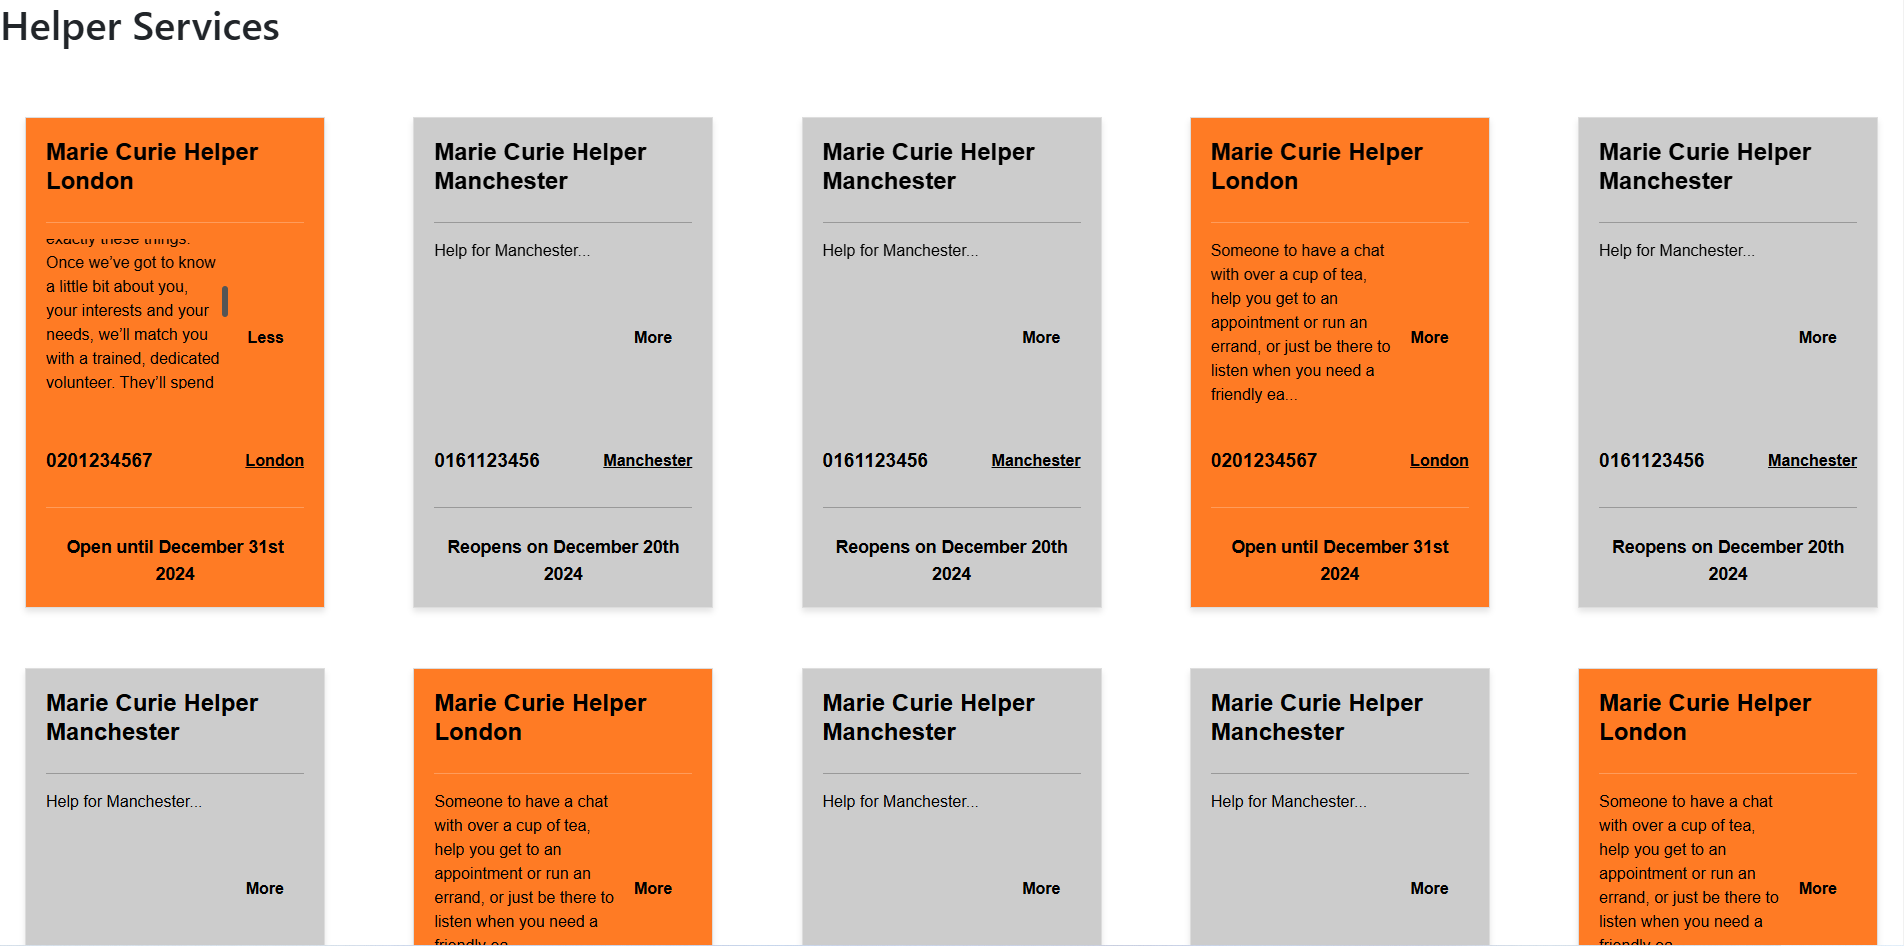 Helper Services
Marie Curie Helper
London
exactly these things.
Once we’ve got to know
a little bit about you,
your interests and your
needs, we’ll match you
with a trained, dedicated
volunteer. They’ll spend
Less
0201234567
London
Open until December 31st
2024
Marie Curie Helper
Manchester
Help for Manchester...
More
0161123456
Manchester
Reopens on December 20th
2024
Marie Curie Helper
Manchester
Help for Manchester...
More
0161123456
Manchester
Reopens on December 20th
2024
Marie Curie Helper
London
Someone to have a chat
with over a cup of tea,
help you get to an
appointment or run an
errand, or just be there to
listen when you need a
friendly ea...
More
0201234567
London
Open until December 31st
2024
Marie Curie Helper
Manchester
Help for Manchester...
More
0161123456
Manchester
Reopens on December 20th
2024
Marie Curie Helper
Manchester
Help for Manchester...
More
Marie Curie Helper
London
Someone to have a chat
with over a cup of tea,
help you get to an
appointment or run an
errand, or just be there to
listen when you need a
friendly ea...
More
Marie Curie Helper
Manchester
Help for Manchester...
More
Marie Curie Helper
Manchester
Help for Manchester...
More
Marie Curie Helper
London
Someone to have a chat
with over a cup of tea,
help you get to an
appointment or run an
errand, or just be there to
listen when you need a
friendly ea...
More